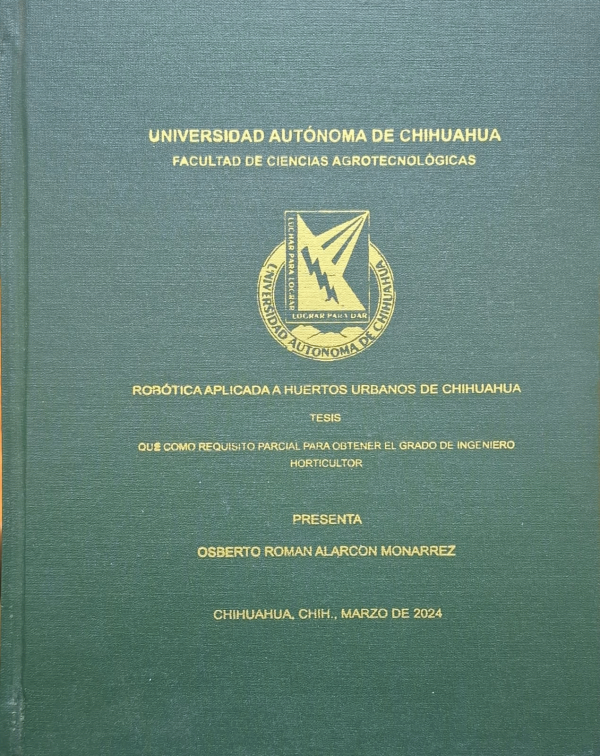 UNIVERSIDAD AUTÓNOMA DE CHIHUAHUA
FACULTAD DE CIENCIAS AGROTECNOLÓGICAS
LUCHAR PARA LOGRAR
LOGRAR PARA DAR
UNIVERSIDAD AUTONOMA DE CHIHUAHUA
ROBÓTICA APLICADA A HUERTOS URBANOS DE CHIHUAHUA
TESIS
QUE COMO REQUISITO PARCIAL PARA OBTENER EL GRADO DE INGENIERO
HORTICULTOR
PRESENTA
OSBERTO ROMAN ALARCON MONARREZ
CHIHUAHUA, CHIH., MARZO DE 2024